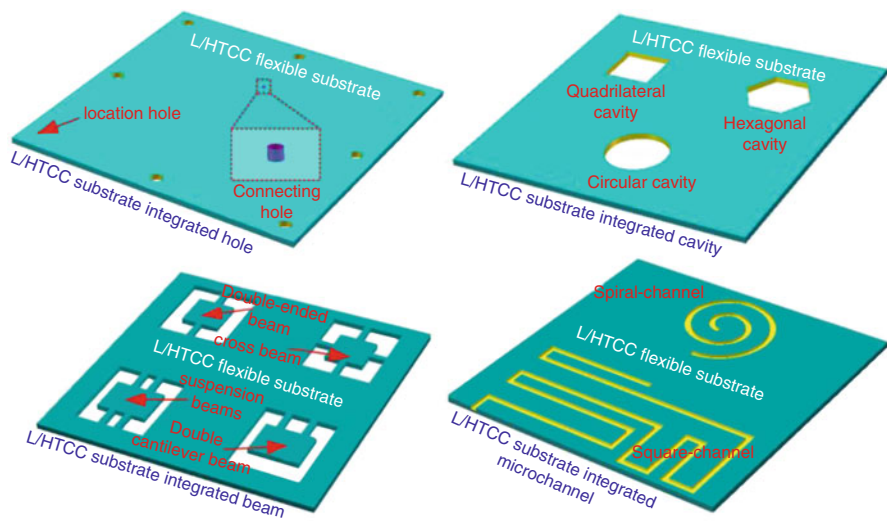 L/HTCC flexible substrate
location hole
Connecting
hole
L/HTCC substrate integrated hole
L/HTCC flexible substrate
Quadrilateral
cavity
Hexagonal
cavity
Circular cavity
L/HTCC substrate integrated cavity
Double-ended
beam
cross beam
L/HTCC flexible substrate
suspension
beams
Double
cantilever beam
L/HTCC substrate integrated beam
Spiral-channel
L/HTCC flexible substrate
Square-channel
L/HTCC substrate integrated
microchannel